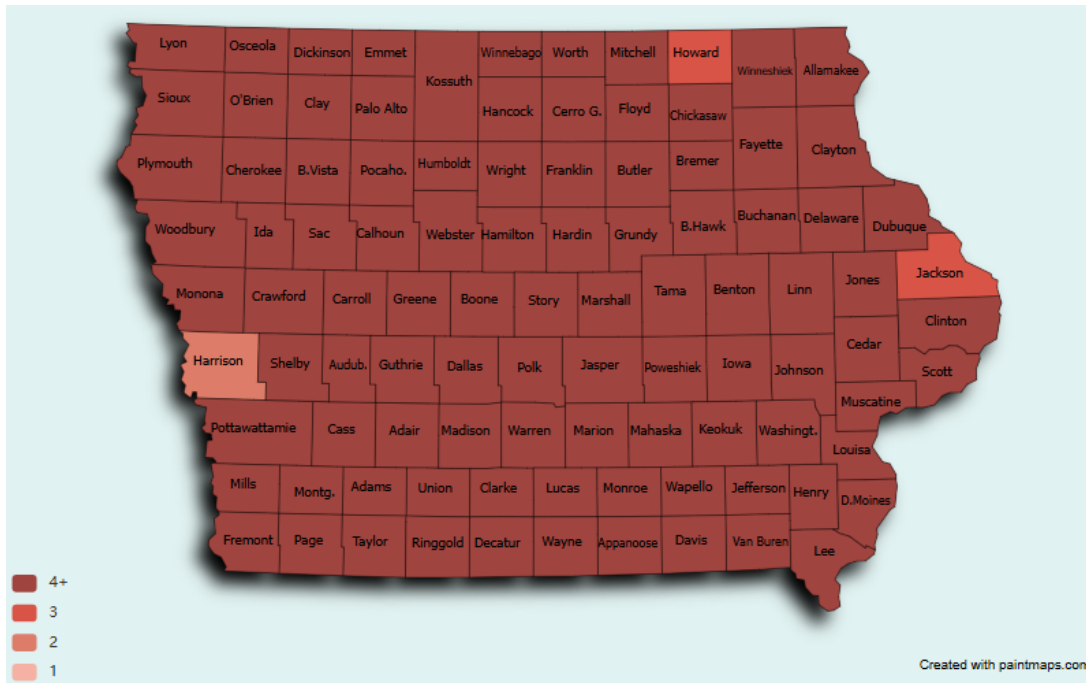 Lyon Osceola Dickinson Emmet Kossuth Winnebago Worth Mitchell Howard Winneshiek Allamakee
Sioux O'Brien Clay Palo Alto Hancock Cerro G. Floyd Chickasaw Fayette Clayton
Plymouth Cherokee B.Vista Pocaho. Humboldt Wright Franklin Butler Bremer
Woodbury Ida Sac Calhoun Webster Hamilton Hardin Grundy B.Hawk Buchanan Delaware Dubuque
Monona Crawford Carroll Greene Boone Story Marshall Tama Benton Linn Jones Jackson
Clinton
Harrison Shelby Audub. Guthrie Dallas Polk Jasper Poweshiek Iowa Johnson Cedar Scott
Muscatine
Pottawattamie Cass Adair Madison Warren Marion Mahaska Keokuk Washingt.
Louisa
Mills Montg. Adams Union Clarke Lucas Monroe Wapello Jefferson Henry D.Moines
Fremont Page Taylor Ringgold Decatur Wayne Appanoose Davis Van Buren Lee
4+
3
2
1
Created with paintmaps.com